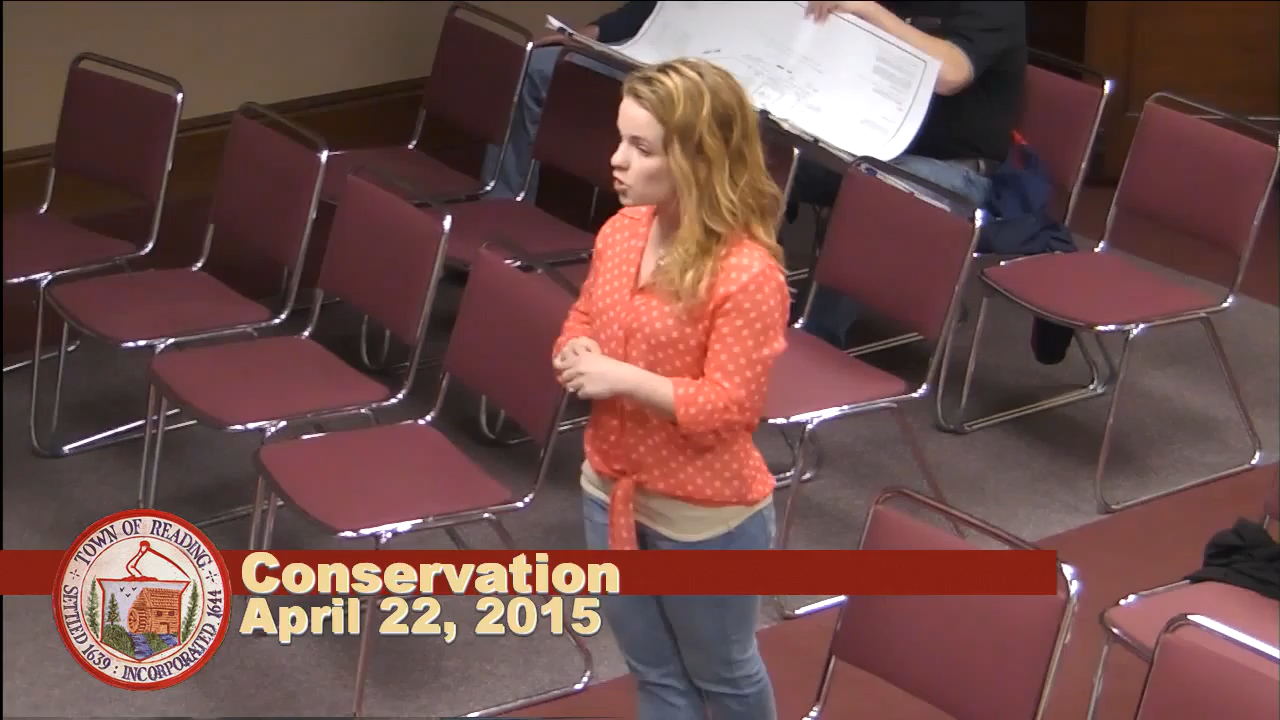 TOWN OF READING
SETTLED 1639 : INCORPORATED 1644
Conservation
April 22, 2015